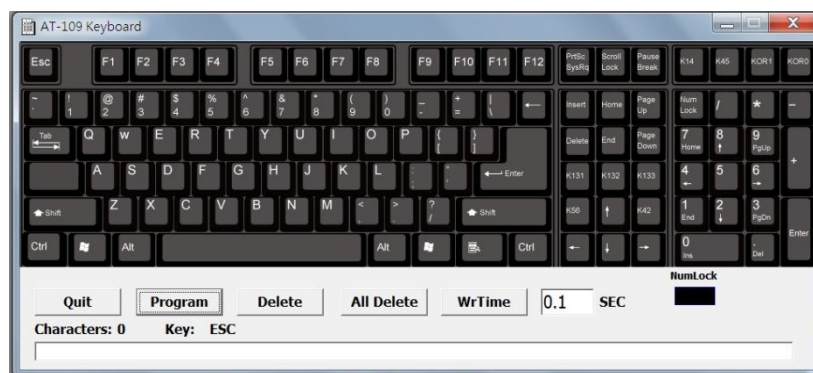 AT-109 Keyboard
Esc F1 F2 F3 F4 F5 F6 F7 F8 F9 F10 F11 F12 PrtSc SysRq Scroll Lock Pause Break K14 K45 KOR1 KOR0
~ ` ! 1 @ 2 # 3 $ 4 % 5 ^ 6 & 7 * 8 ( 9 ) 0 - + = | \ ← Insert Home Page Up Num Lock / * -
Tab Q W E R T Y U I O P { [ } ] Delete End Page Down 7 Home 8 ↑ 9 PgUp +
A S D F G H J K L : ; " ' ← Enter K131 K132 K133 4 ← 5 6 →
Shift Z X C V B N M < , > . ? / Shift K56 ↑ K42 1 End 2 ↓ 3 PgDn Enter
Ctrl Alt Alt Ctrl ← ↓ → 0 Ins . Del
NumLock
Quit Program Delete All Delete WrTime 0.1 SEC
Characters: 0 Key: ESC